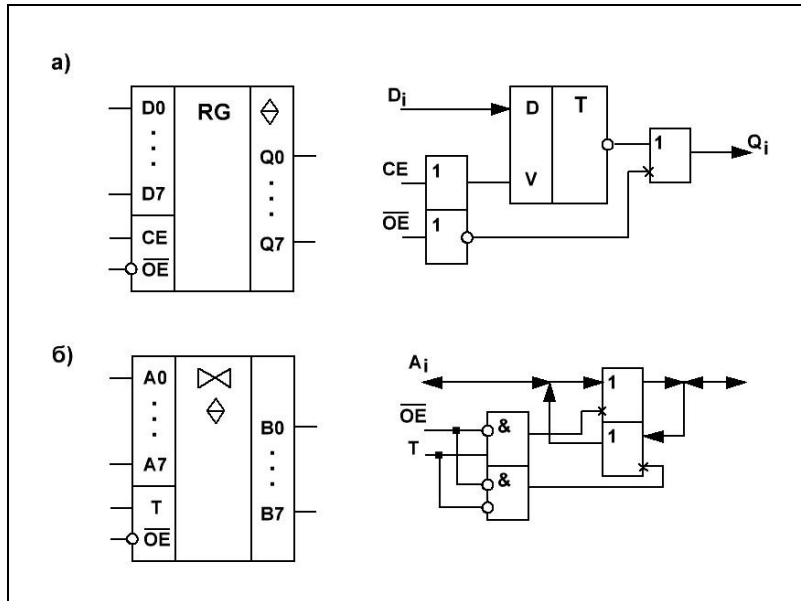 а)
D0 RG
D7
CE
OE
Q0
Q7
Di D T
CE 1
V
OE 1
1 Qi
б)
A0
A7
T
OE
B0
B7
Ai
OE &
T
&
1
1